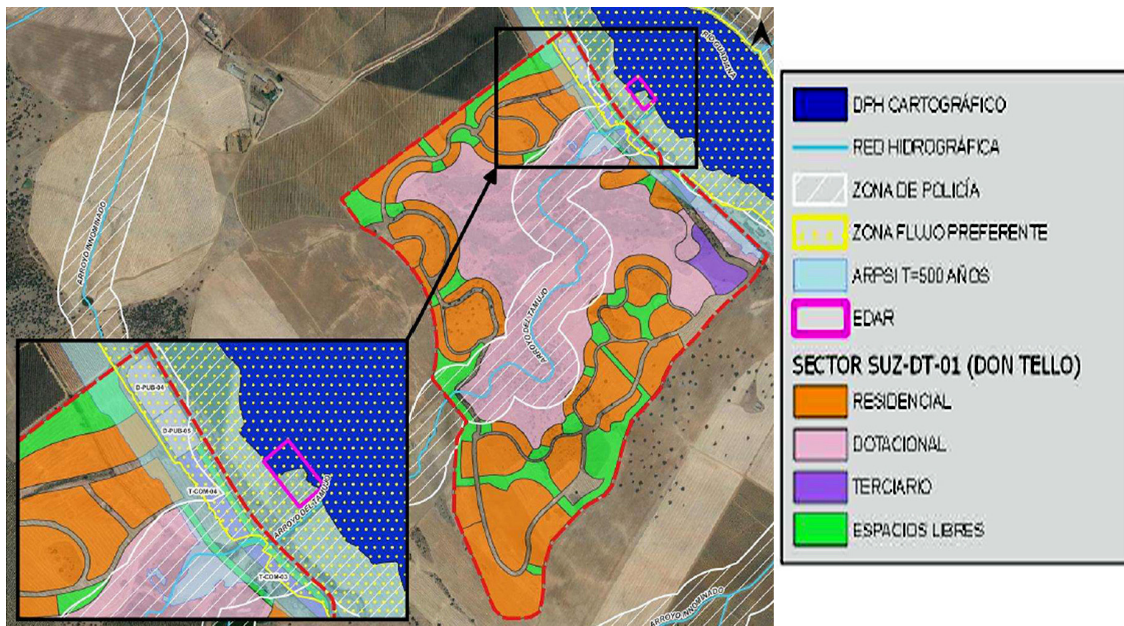 RÍO GUADIANA
ARROYO INNOMINADO
ARROYO DEL TAMUJO
D-PUB-04
D-PUB-05
T-COM-04
ARROYO DEL TAMUJO
T-COM-03
ARROYO INNOMINADO
DPH CARTOGRÁFICO
RED HIDROGRÁFICA
ZONA DE POLICÍA
ZONA FLUJO PREFERENTE
ARPSI T=500 AÑOS
EDAR
SECTOR SUZ-DT-01 (DON TELLO)
RESIDENCIAL
DOTACIONAL
TERCIARIO
ESPACIOS LIBRES